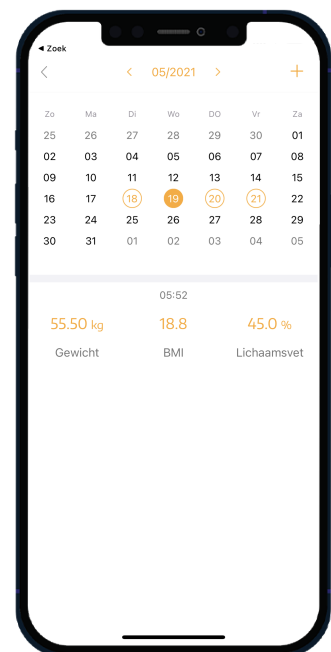 ◀ Zoek
< 05/2021 > +
Zo Ma Di Wo DO Vr Za
25 26 27 28 29 30 01
02 03 04 05 06 07 08
09 10 11 12 13 14 15
16 17 18 19 20 21 22
23 24 25 26 27 28 29
30 31 01 02 03 04 05
05:52
55.50 kg 18.8 45.0 %
Gewicht BMI Lichaamsvet